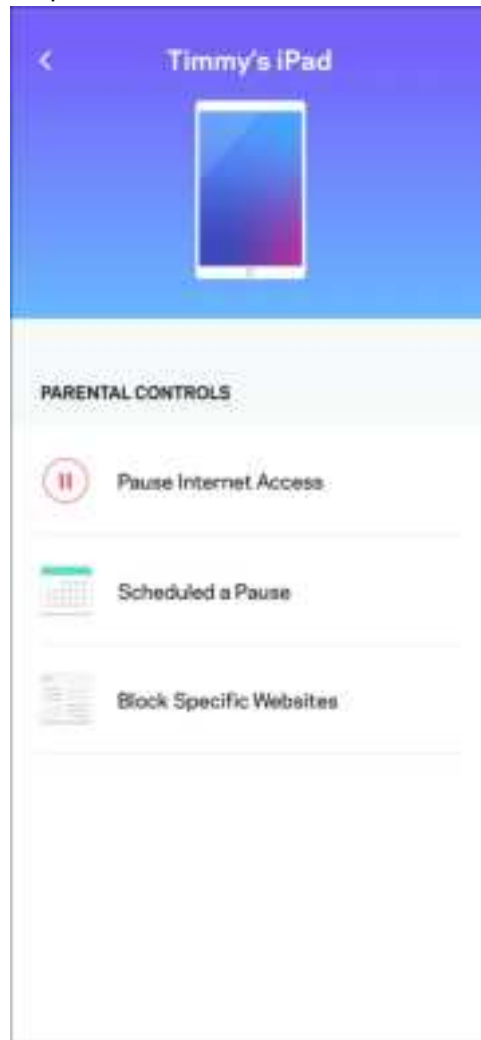 Timmy's iPad
PARENTAL CONTROLS
Pause Internet Access
Scheduled a Pause
Block Specific Websites